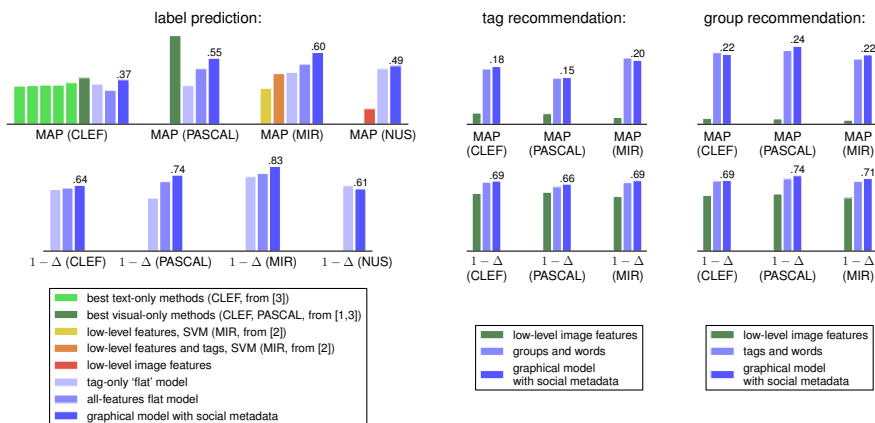 label prediction:
.37
.55
.60
.49
MAP (CLEF)
MAP (PASCAL)
MAP (MIR)
MAP (NUS)
.64
.74
.83
.61
1 − Δ (CLEF)
1 − Δ (PASCAL)
1 − Δ (MIR)
1 − Δ (NUS)
best text-only methods (CLEF, from [3])
best visual-only methods (CLEF, PASCAL, from [1,3])
low-level features, SVM (MIR, from [2])
low-level features and tags, SVM (MIR, from [2])
low-level image features
tag-only ‘flat’ model
all-features flat model
graphical model with social metadata
tag recommendation:
.18
.15
.20
MAP
(CLEF)
MAP
(PASCAL)
MAP
(MIR)
.69
.66
.69
1 − Δ
(CLEF)
1 − Δ
(PASCAL)
1 − Δ
(MIR)
low-level image features
groups and words
graphical model
with social metadata
group recommendation:
.22
.24
.22
MAP
(CLEF)
MAP
(PASCAL)
MAP
(MIR)
.69
.74
.71
1 − Δ
(CLEF)
1 − Δ
(PASCAL)
1 − Δ
(MIR)
low-level image features
tags and words
graphical model
with social metadata